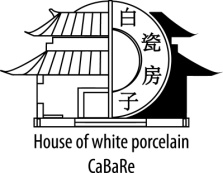 白瓷房子
House of white porcelain
CaBaRe